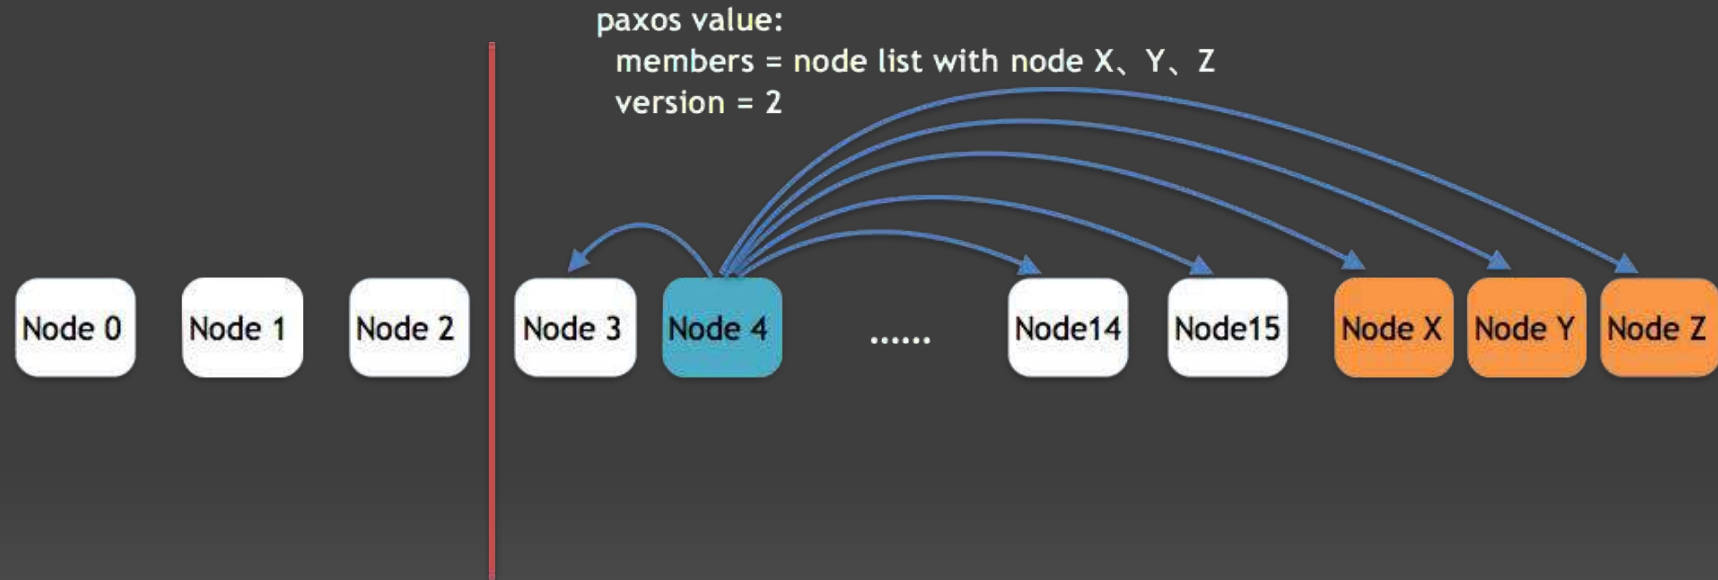 paxos value:
members = node list with node X、Y、Z
version = 2
Node 0
Node 1
Node 2
Node 3
Node 4
......
Node14
Node15
Node X
Node Y
Node Z